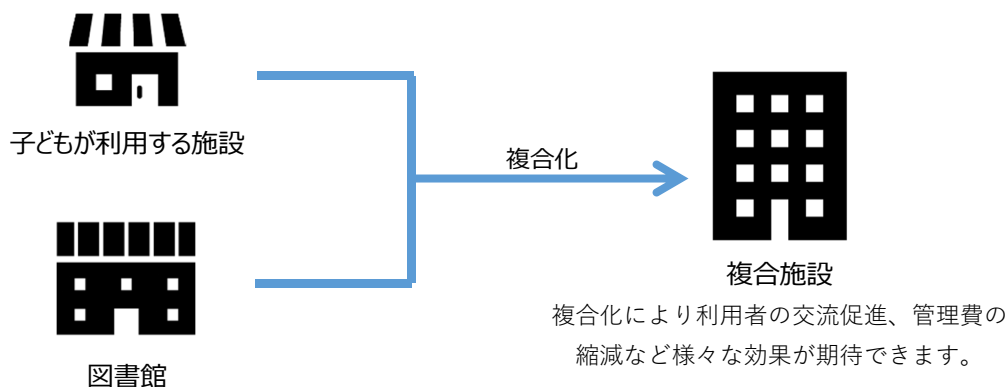 子どもが利用する施設
図書館
複合化
複合施設
複合化により利用者の交流促進、管理費の
縮減など様々な効果が期待できます。